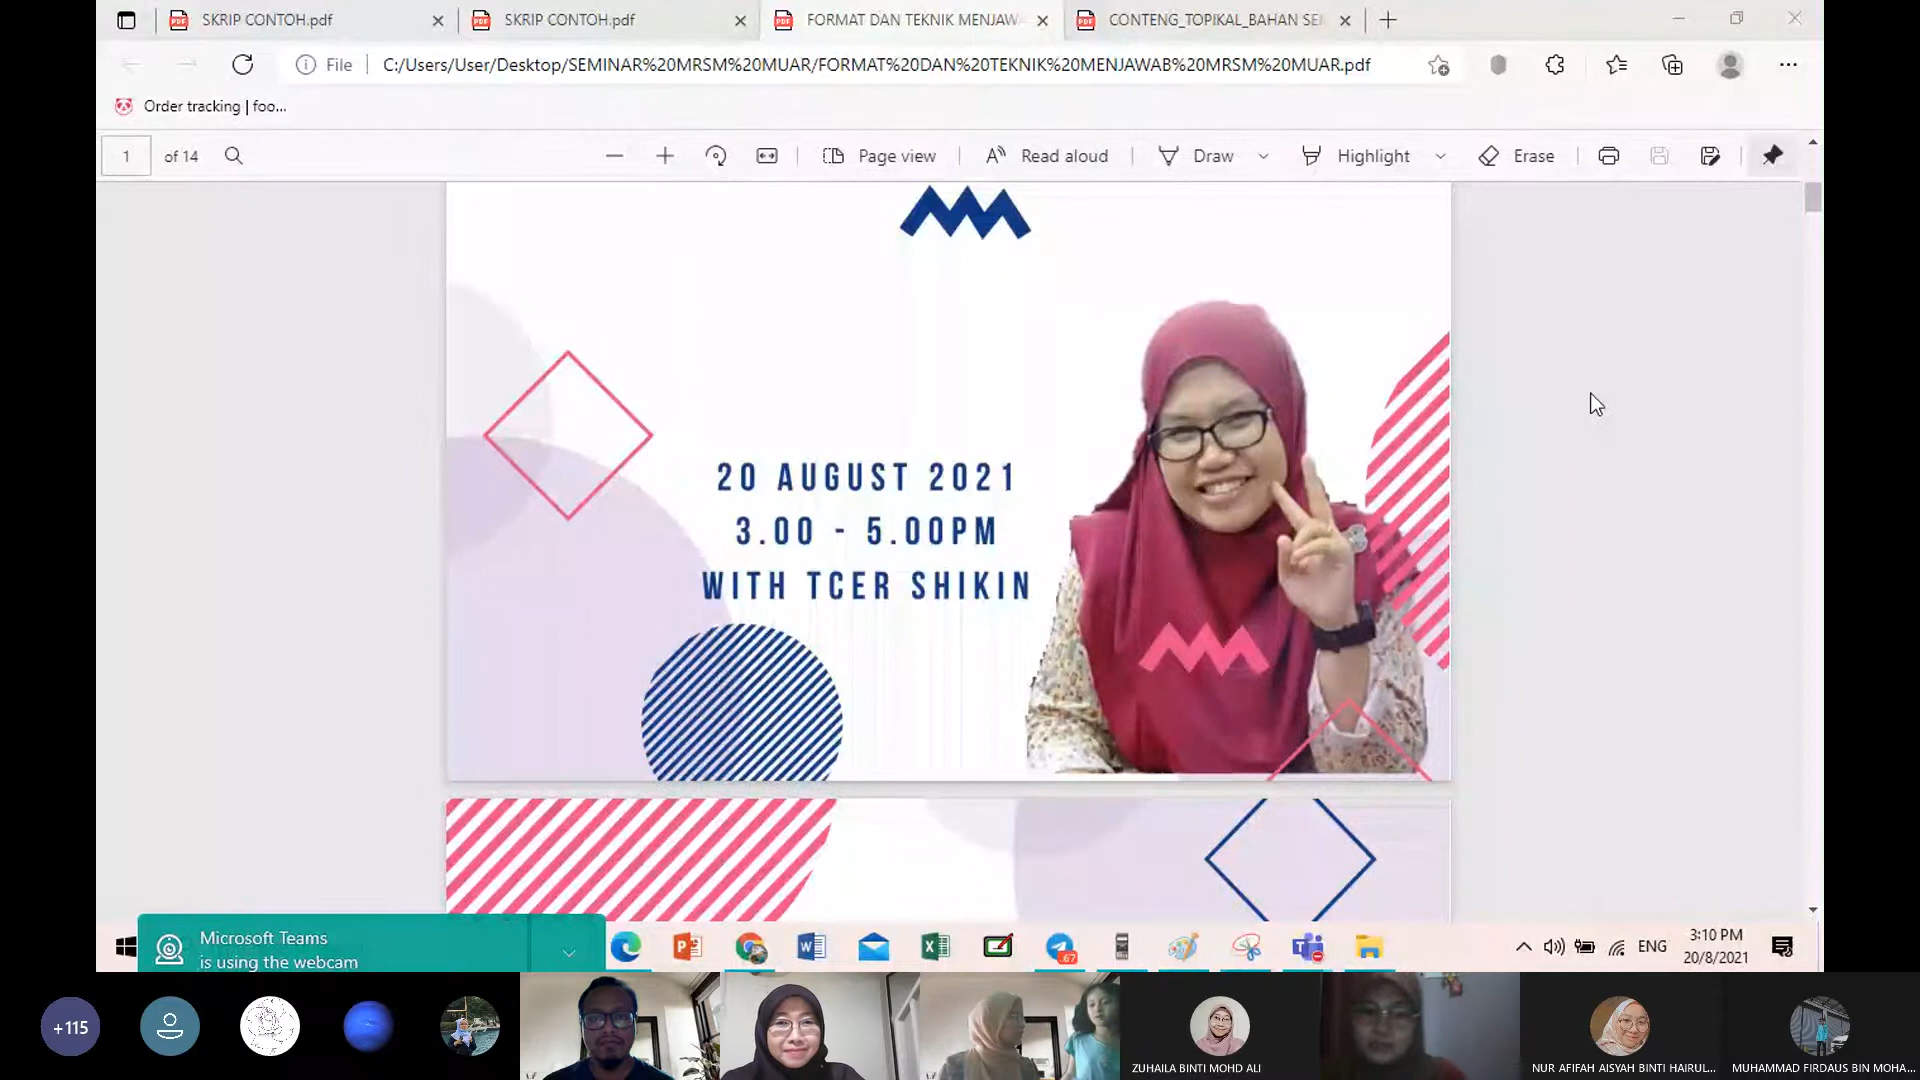 SKRIP CONTOH.pdf
SKRIP CONTOH.pdf
FORMAT DAN TEKNIK MENJAWA
CONTENG_TOPIKAL_BAHAN SEI
File
C:/Users/User/Desktop/SEMINAR%20MRSM%20MUAR/FORMAT%20DAN%20TEKNIK%20MENJAWAB%20MRSM%20MUAR.pdf
Order tracking | foo...
1 of 14
Page view
Read aloud
Draw
Highlight
Erase
20 AUGUST 2021
3.00 - 5.00PM
WITH TCER SHIKIN
Microsoft Teams
is using the webcam
67
ENG
3:10 PM
20/8/2021
+115
ZUHAILA BINTI MOHD ALI
NUR AFIFAH AISYAH BINTI HAIRUL...
MUHAMMAD FIRDAUS BIN MOHA...